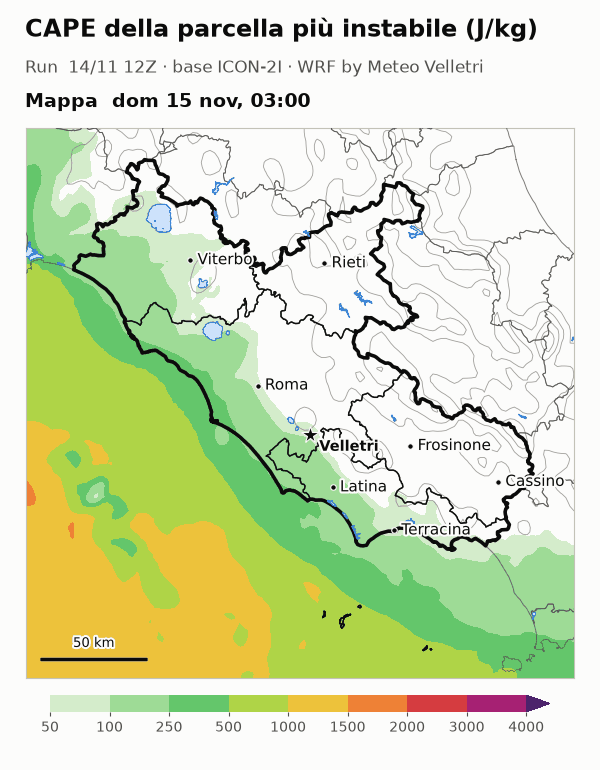 CAPE della parcella più instabile (J/kg)
Run 14/11 12Z · base ICON-2I · WRF by Meteo Velletri
Mappa dom 15 nov, 03:00
Viterbo
Rieti
Roma
Velletri
Frosinone
Cassino
Latina
Terracina
50 km
50 100 250 500 1000 1500 2000 3000 4000